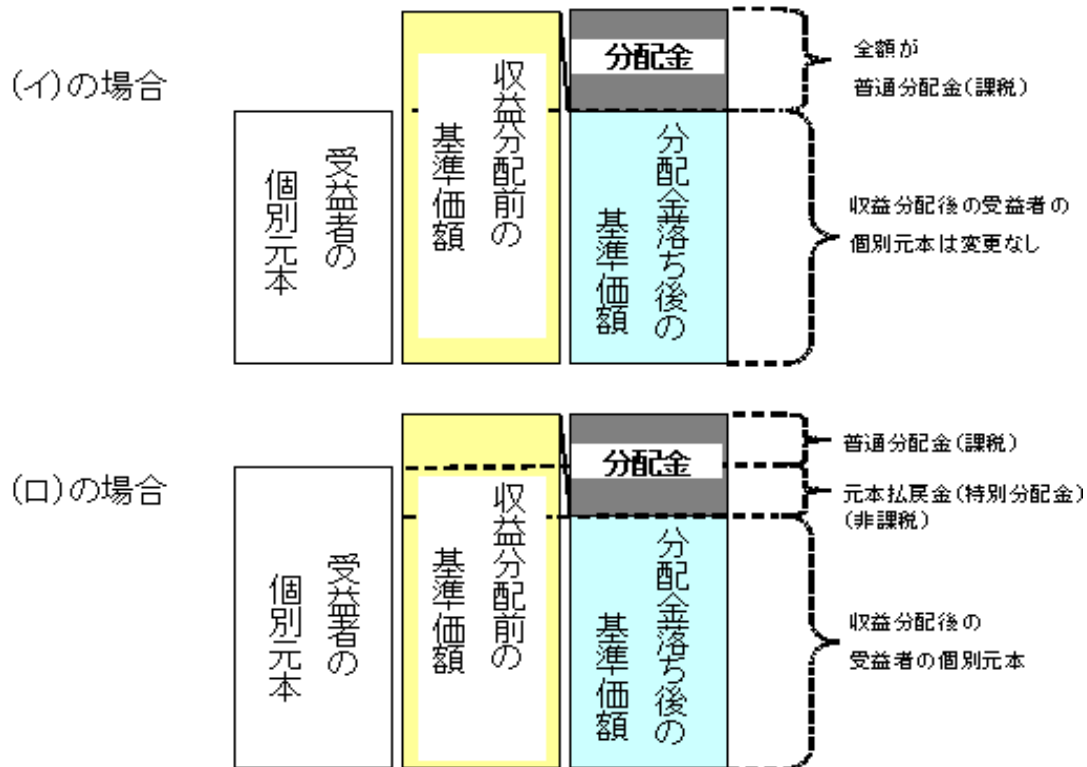 (イ)の場合
受益者の
個別元本
収益分配前の
基準価額
分配金
分配金落ち後の
基準価額
全額が
普通分配金(課税)
収益分配後の受益者の
個別元本は変更なし
(ロ)の場合
受益者の
個別元本
収益分配前の
基準価額
分配金
分配金落ち後の
基準価額
普通分配金(課税)
元本払戻金(特別分配金)
(非課税)
収益分配後の
受益者の個別元本